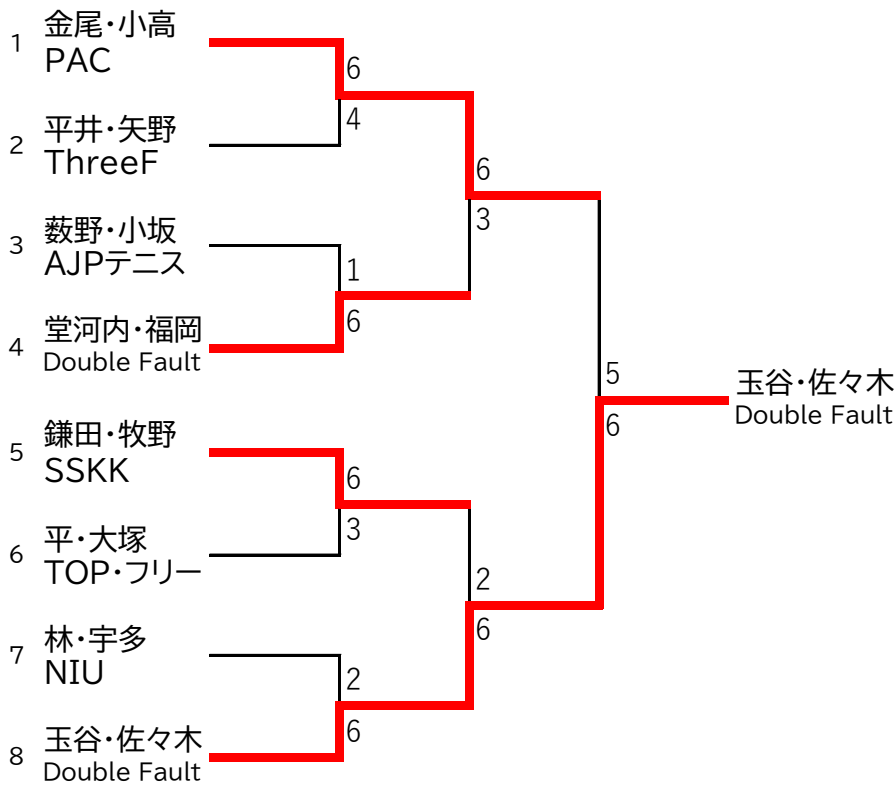 1 金尾・小高
PAC
6
4
2 平井・矢野
ThreeF
6
3
3 薮野・小坂
AJPテニス
1
6
4 堂河内・福岡
Double Fault
5
6
玉谷・佐々木
Double Fault
5 鎌田・牧野
SSKK
6
3
6 平・大塚
TOP・フリー
2
6
7 林・宇多
NIU
2
6
8 玉谷・佐々木
Double Fault